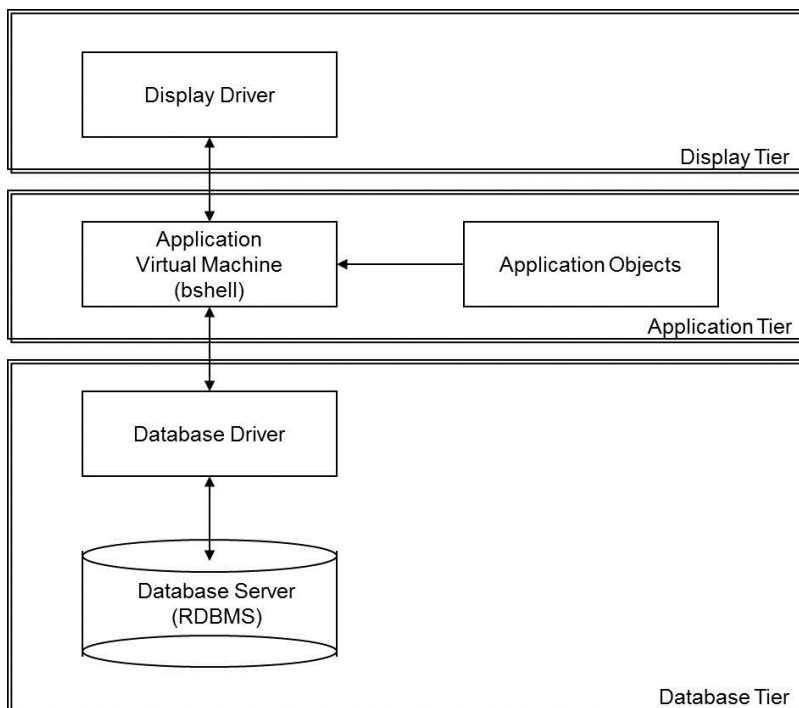 Display Driver
Display Tier
Application
Virtual Machine
(bshell)
Application Objects
Application Tier
Database Driver
Database Server
(RDBMS)
Database Tier